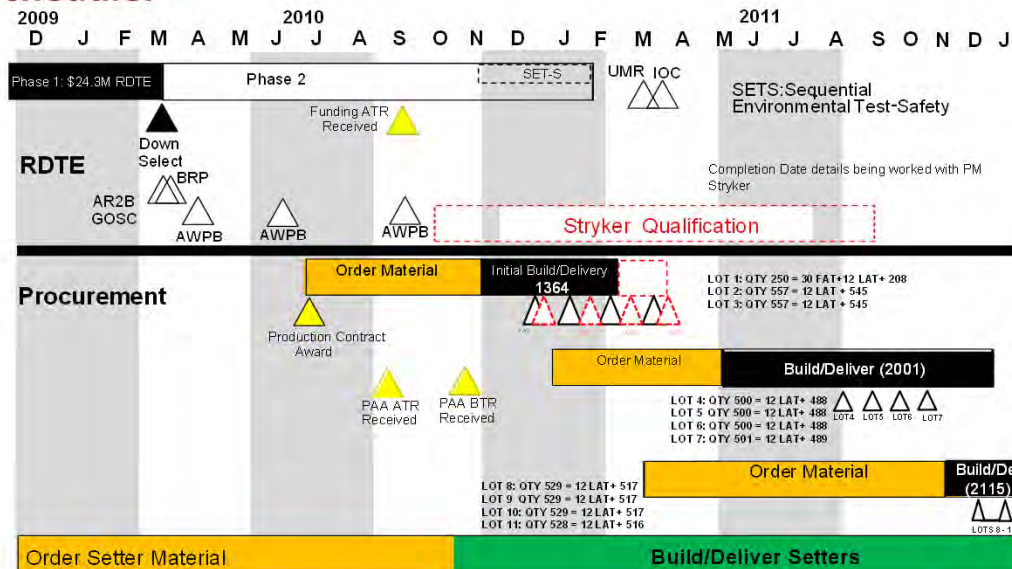 2009 2010 2011
D J F M A M J J A S O N D J F M A M J J A S O N D J
Phase 1: $24.3M RDTE
Phase 2
SET-S
UMR IOC
SETS:Sequential
Environmental Test-Safety
Funding ATR
Received
Down
Select
RDTE
BRP
AR2B
GOSC
AWPB
AWPB
AWPB
Completion Date details being worked with PM
Stryker
Stryker Qualification
Procurement
Order Material
Initial Build/Delivery
1364
LOT 1: QTY 250 = 30 FAT+12 LAT+ 208
LOT 2: QTY 557 = 12 LAT + 545
LOT 3: QTY 557 = 12 LAT + 545
Production Contract
Award
Order Material
Build/Deliver (2001)
PAA ATR
Received
PAA BTR
Received
LOT 4: QTY 500 = 12 LAT+ 488
LOT 5 QTY 500 = 12 LAT+ 488
LOT 6: QTY 500 = 12 LAT+ 488
LOT 7: QTY 501 = 12 LAT+ 489
LOT4 LOT5 LOT6 LOT7
Order Material
Build/De
(2115)
LOT 8: QTY 529 = 12 LAT+ 517
LOT 9 QTY 529 = 12 LAT+ 517
LOT 10: QTY 529 = 12 LAT+ 517
LOT 11: QTY 528 = 12 LAT+ 516
LOTS 8 - 1
Order Setter Material
Build/Deliver Setters